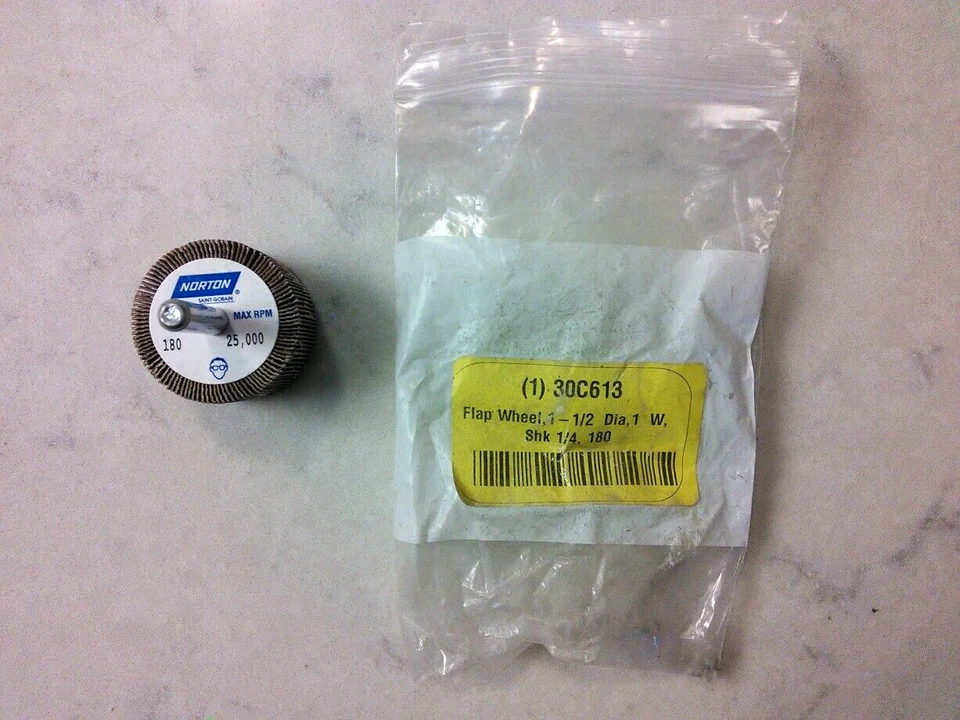 NORTON®
SAINT-GOBAIN
MAX RPM
180 25,000
(1) 30C613
Flap Wheel,1-1/2 Dia,1 W,
Shk 1/4, 180